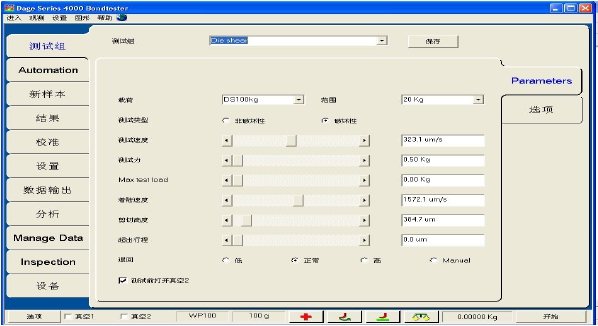 Dage Series 4000 Bondtester
进入 观测 设置 图形 帮助
测试组
Automation
新样本
结果
校准
设置
数据输出
分析
Manage Data
Inspection
设备
测试组 Die shear 保存
Parameters
选项
载荷 DS100kg 范围 20 Kg
测试类型 非破坏性 破坏性
测试速度 323.1 um/s
测试力 0.50 Kg
Max test load 0.00 Kg
着陆速度 1572.1 um/s
剪切高度 384.7 um
超出行程 0.0 um
退回 低 正常 高 Manual
测试前打开真空2
选项 真空1 真空2 WP100 100 g 0.00000 Kg 开始